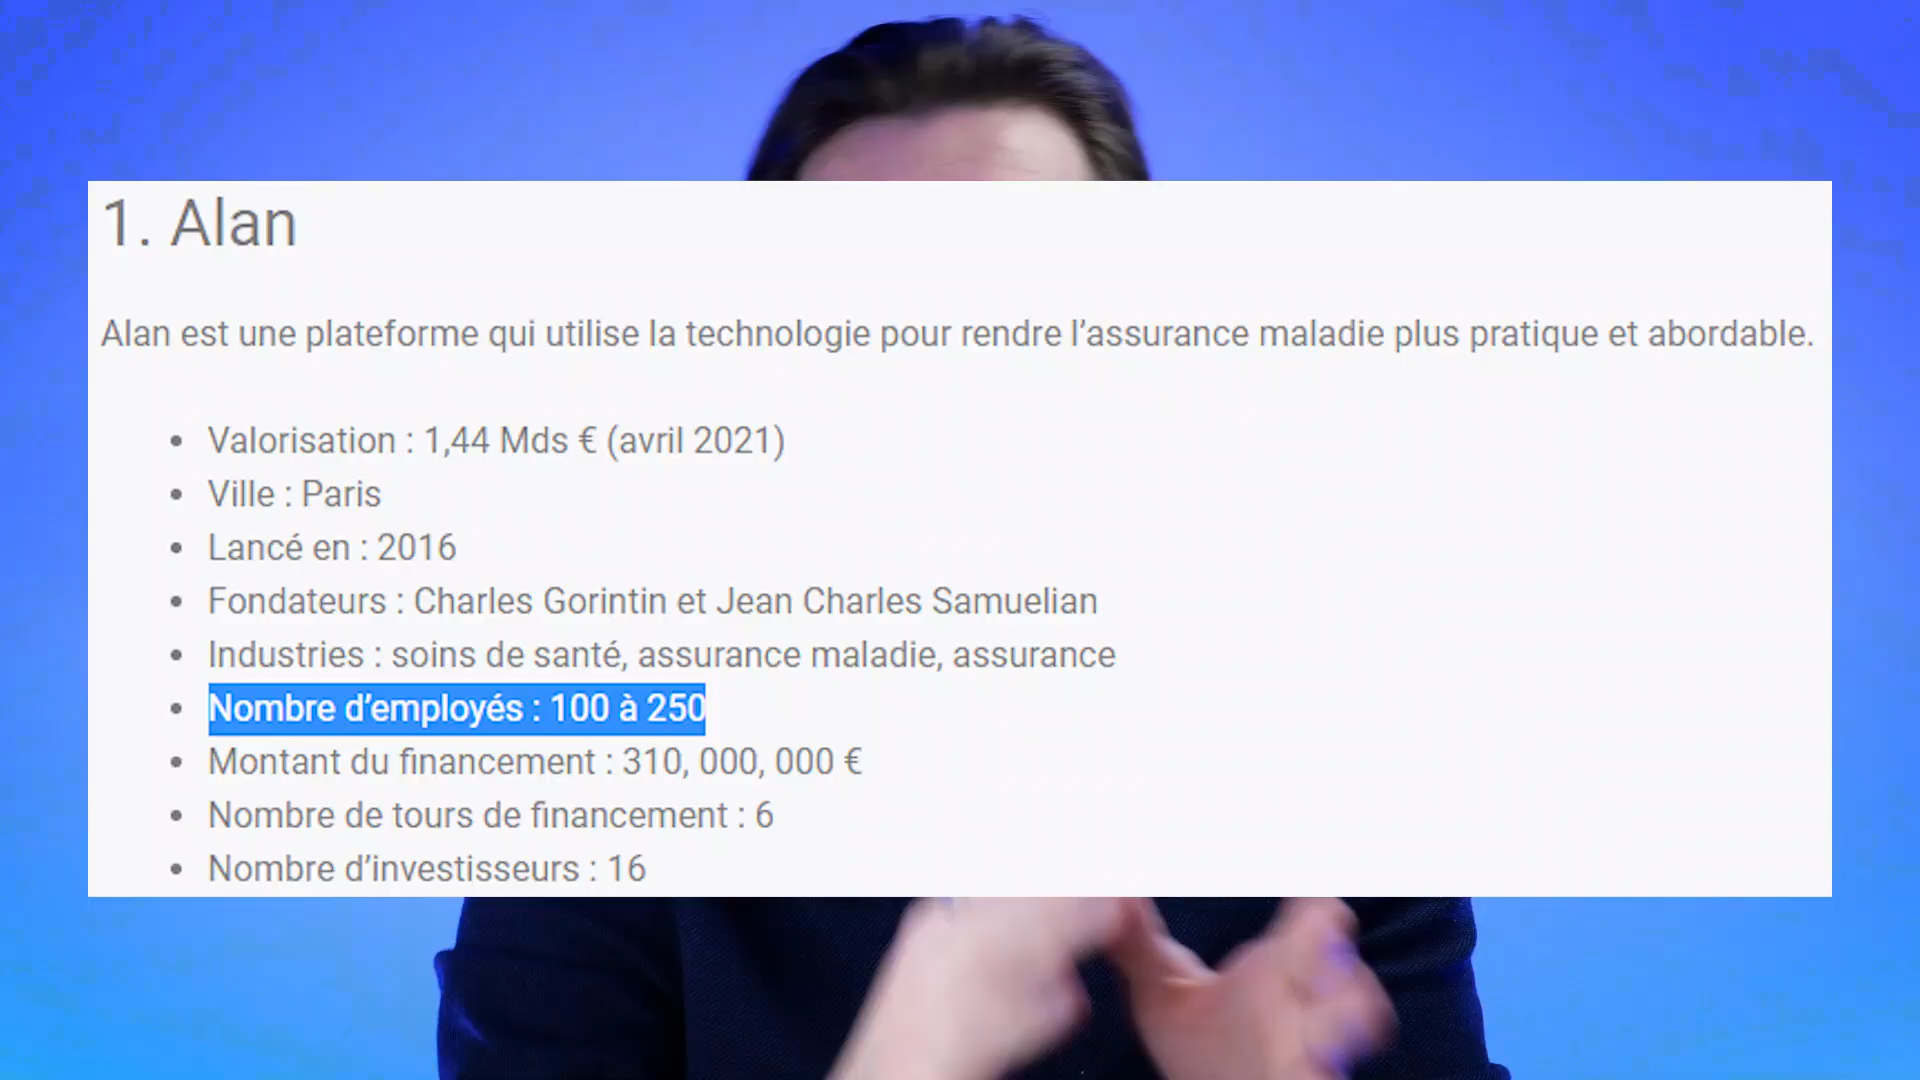 1. Alan
Alan est une plateforme qui utilise la technologie pour rendre l’assurance maladie plus pratique et abordable.
• Valorisation : 1,44 Mds € (avril 2021)
• Ville : Paris
• Lancé en : 2016
• Fondateurs : Charles Gorintin et Jean Charles Samuelian
• Industries : soins de santé, assurance maladie, assurance
• Nombre d’employés : 100 à 250
• Montant du financement : 310, 000, 000 €
• Nombre de tours de financement : 6
• Nombre d’investisseurs : 16